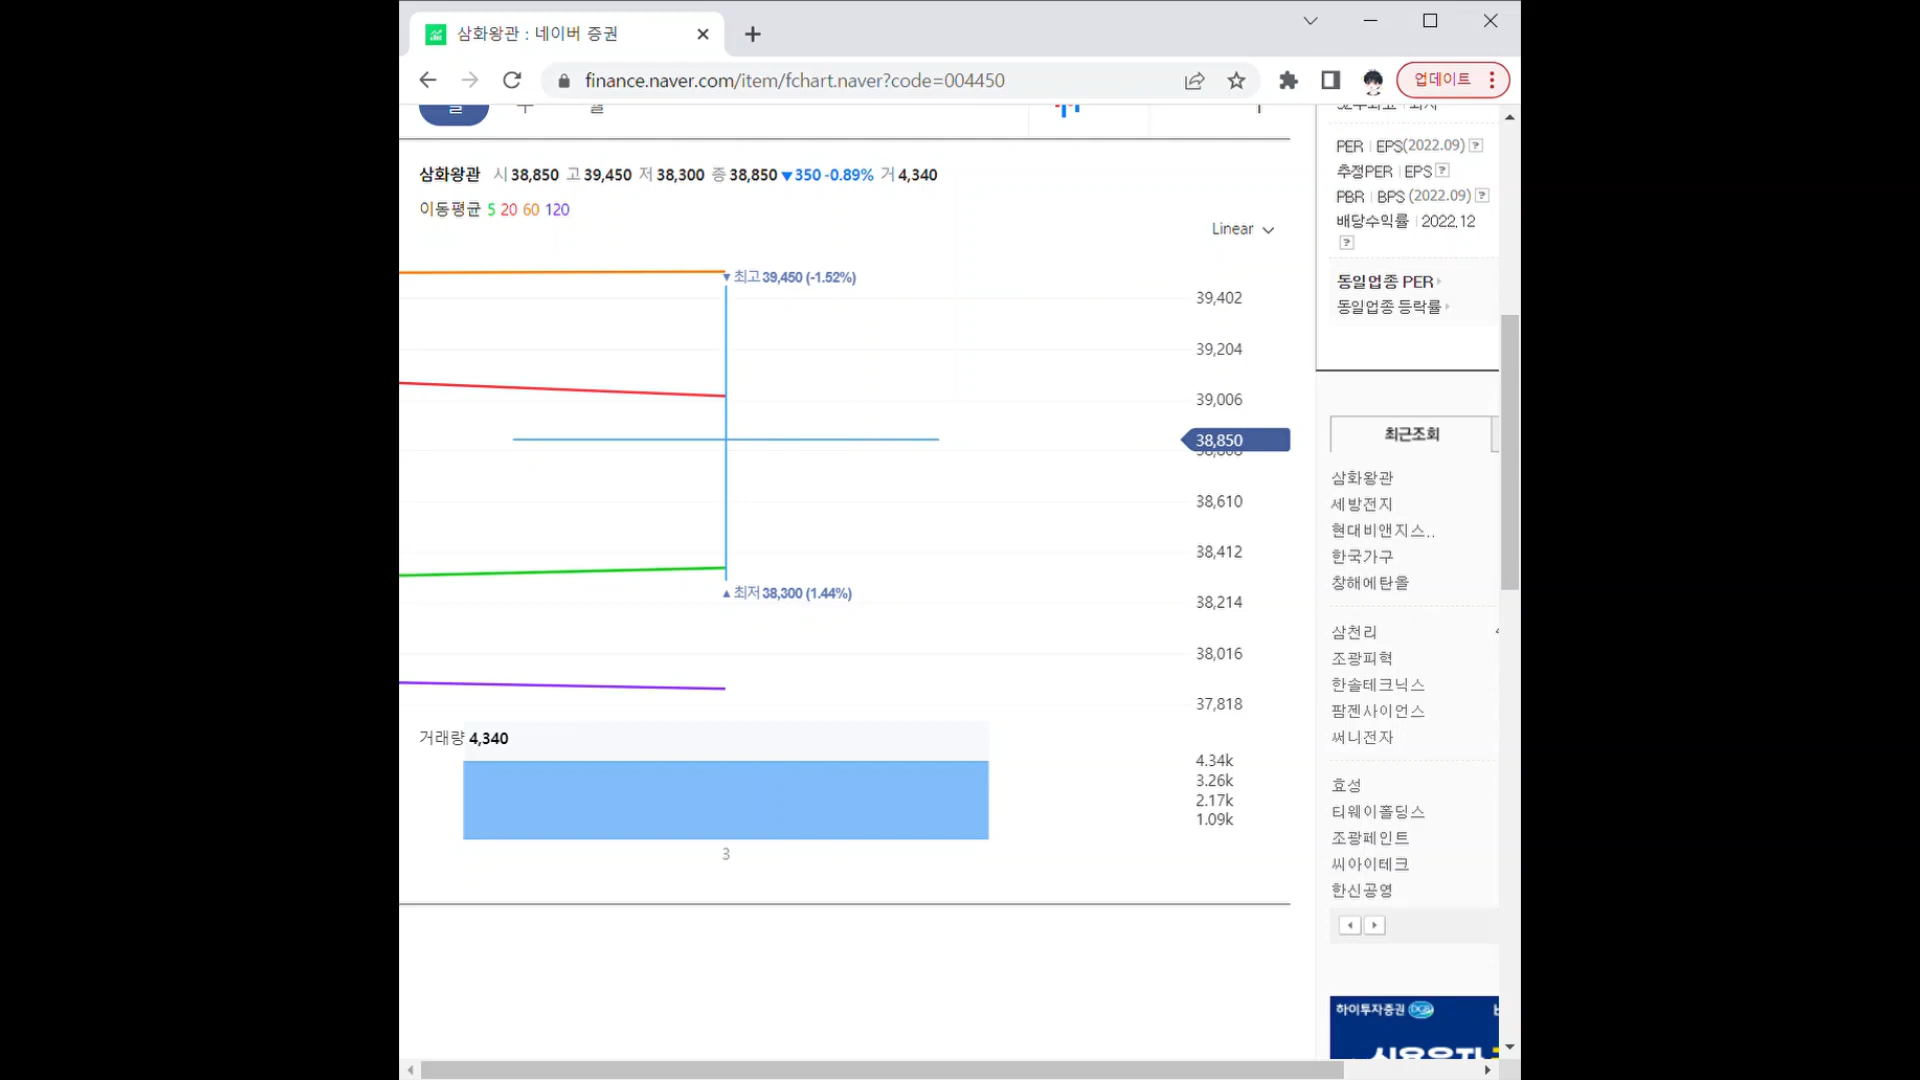 삼화왕관 : 네이버 증권
finance.naver.com/item/fchart.naver?code=004450
업데이트
삼화왕관 시 38,850 고 39,450 저 38,300 종 38,850 ▼350 -0.89% 거 4,340
이동평균 5 20 60 120
Linear
▼ 최고 39,450 (-1.52%)
39,402
39,204
39,006
38,850
38,610
38,412
▲ 최저 38,300 (1.44%)
38,214
38,016
37,818
거래량 4,340
4.34k
3.26k
2.17k
1.09k
3
PER | EPS(2022.09) ?
추정PER | EPS ?
PBR | BPS (2022.09) ?
배당수익률 | 2022.12
?
동일업종 PER
동일업종 등락률
최근조회
삼화왕관
세방전지
현대비앤지스..
한국가구
창해에탄올
삼천리
조광피혁
한솔테크닉스
팜젠사이언스
써니전자
효성
티웨이홀딩스
조광페인트
씨아이테크
한신공영
하이투자증권 DGB